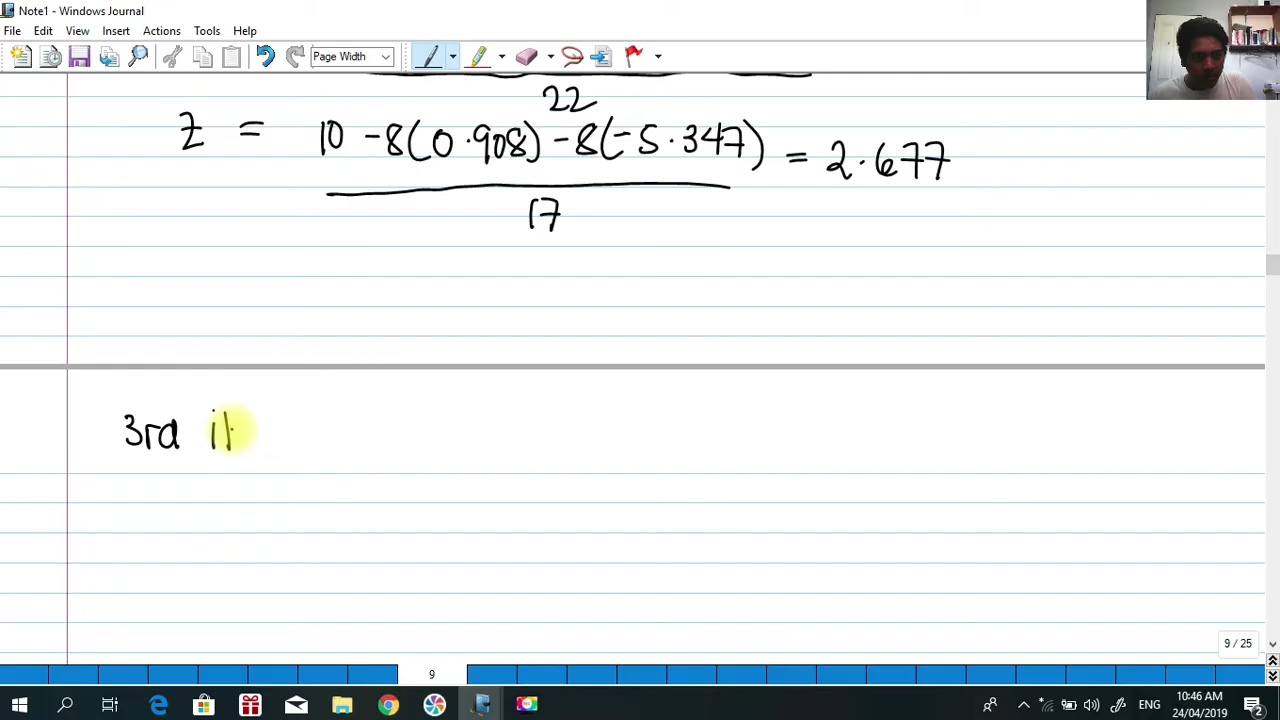 Note1 - Windows Journal
File Edit View Insert Actions Tools Help
Page Width
22
z = 10 -8(0.908) -8(-5.347) = 2.677
17
3rd it
9 / 25
9
ENG
10:46 AM
24/04/2019
2